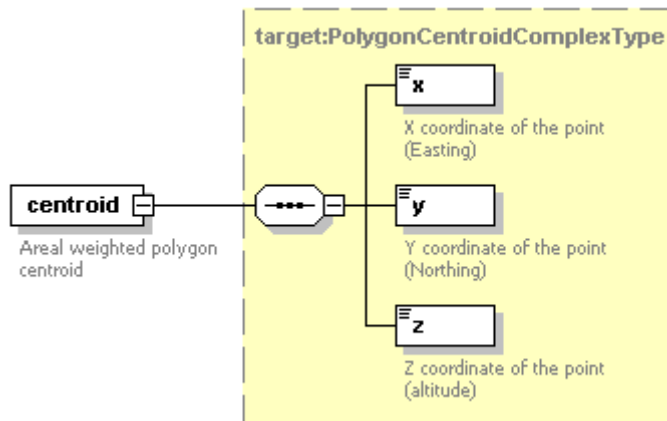 target:PolygonCentroidComplexType
x
X coordinate of the point
(Easting)
centroid
Areal weighted polygon
centroid
y
Y coordinate of the point
(Northing)
z
Z coordinate of the point
(altitude)